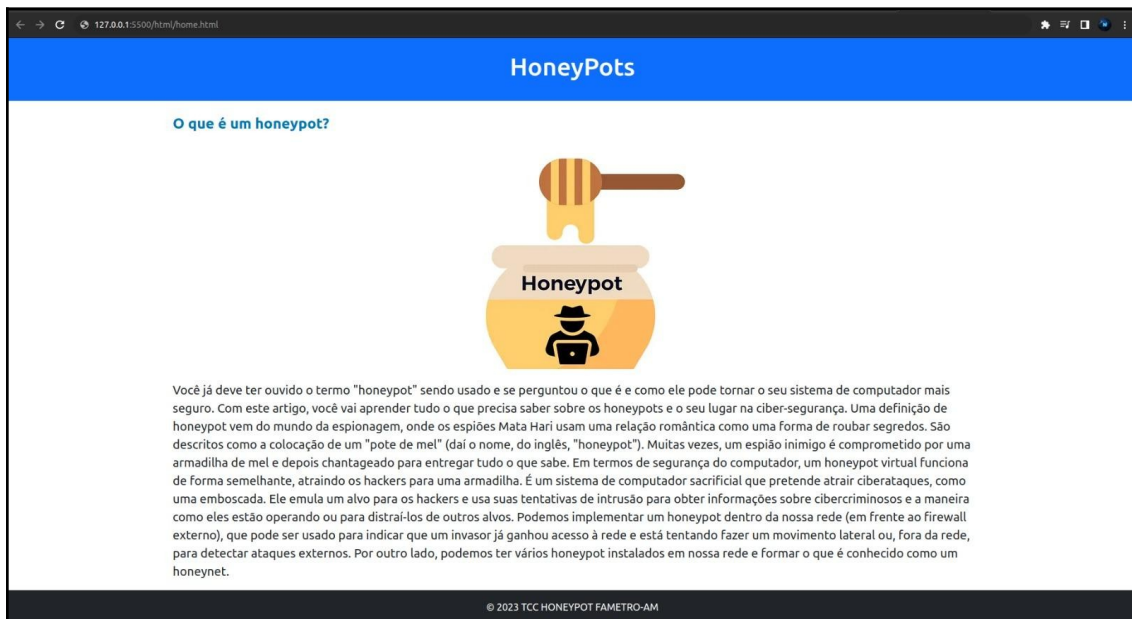 127.0.0.1:5500/html/home.html
HoneyPots
O que é um honeypot?
Honeypot
Você já deve ter ouvido o termo "honeypot" sendo usado e se perguntou o que é e como ele pode tornar o seu sistema de computador mais
seguro. Com este artigo, você vai aprender tudo o que precisa saber sobre os honeypots e o seu lugar na ciber-segurança. Uma definição de
honeypot vem do mundo da espionagem, onde os espiões Mata Hari usam uma relação romântica como uma forma de roubar segredos. São
descritos como a colocação de um "pote de mel" (daí o nome, do inglês, "honeypot"). Muitas vezes, um espião inimigo é comprometido por uma
armadilha de mel e depois chantageado para entregar tudo o que sabe. Em termos de segurança do computador, um honeypot virtual funciona
de forma semelhante, atraindo os hackers para uma armadilha. É um sistema de computador sacrificial que pretende atrair ciberataques, como
uma emboscada. Ele emula um alvo para os hackers e usa suas tentativas de intrusão para obter informações sobre cibercriminosos e a maneira
como eles estão operando ou para distraí-los de outros alvos. Podemos implementar um honeypot dentro da nossa rede (em frente ao firewall
externo), que pode ser usado para indicar que um invasor já ganhou acesso à rede e está tentando fazer um movimento lateral ou, fora da rede,
para detectar ataques externos. Por outro lado, podemos ter vários honeypot instalados em nossa rede e formar o que é conhecido como um
honeynet.
© 2023 TCC HONEYPOT FAMETRO-AM